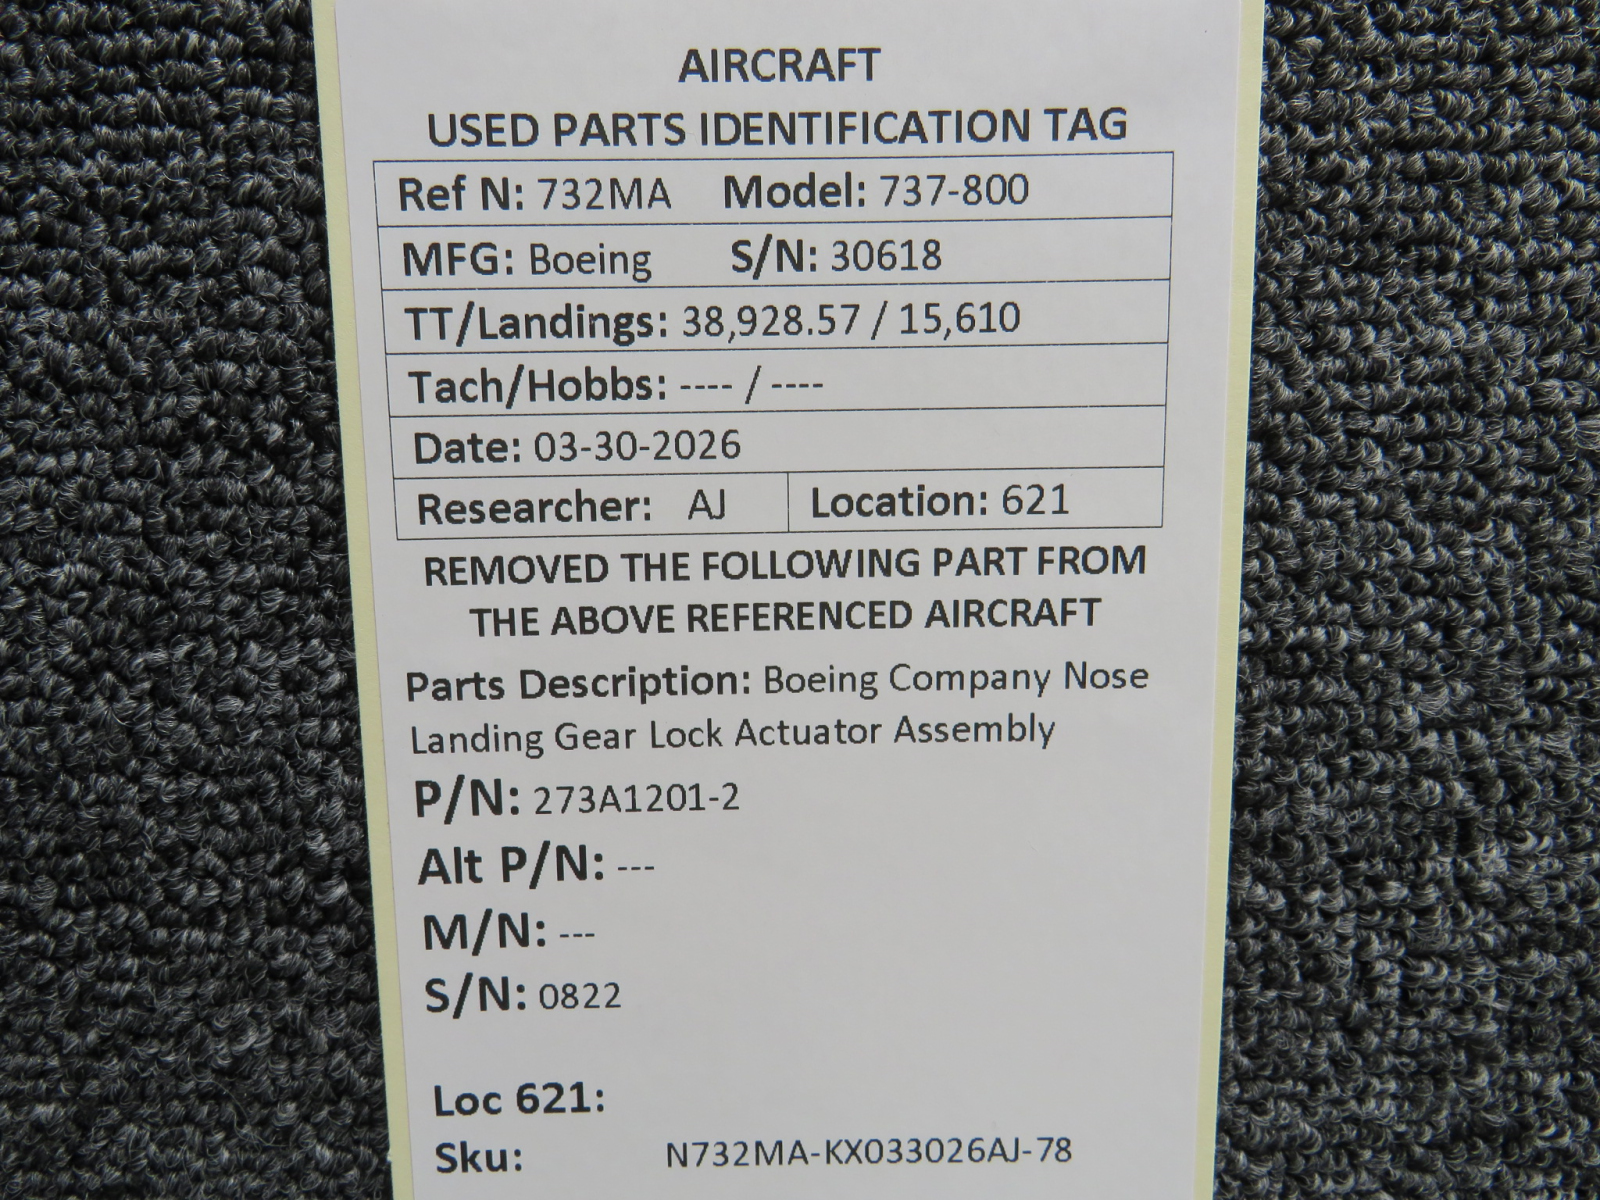 AIRCRAFT
USED PARTS IDENTIFICATION TAG
Ref N: 732MA Model: 737-800
MFG: Boeing S/N: 30618
TT/Landings: 38,928.57 / 15,610
Tach/Hobbs: ---- / ----
Date: 03-30-2026
Researcher: AJ Location: 621
REMOVED THE FOLLOWING PART FROM
THE ABOVE REFERENCED AIRCRAFT
Parts Description: Boeing Company Nose
Landing Gear Lock Actuator Assembly
P/N: 273A1201-2
Alt P/N: ---
M/N: ---
S/N: 0822
Loc 621:
Sku: N732MA-KX033026AJ-78